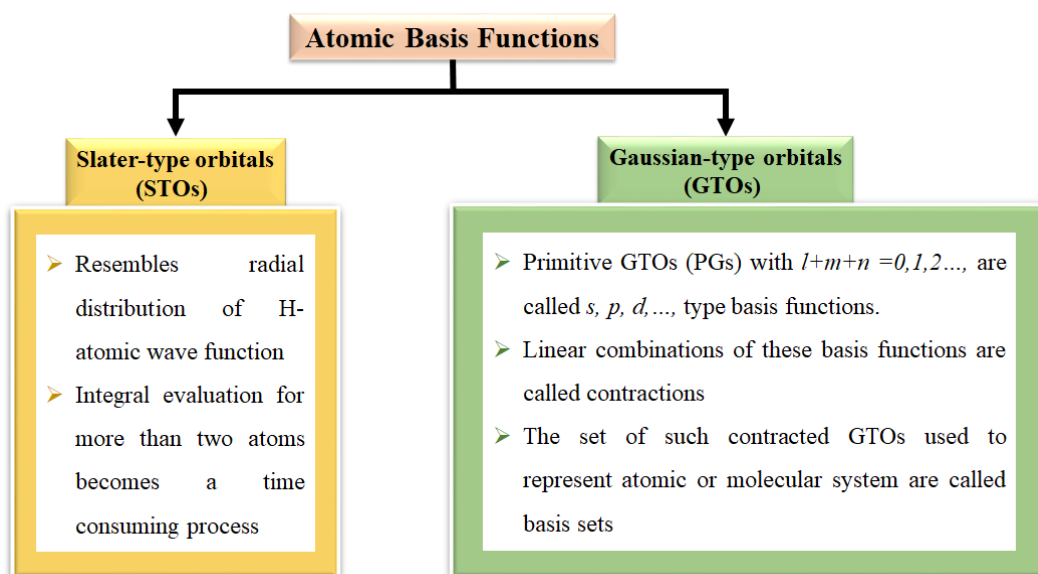 Atomic Basis Functions
Slater-type orbitals
(STOs)
Resembles radial
distribution of H-
atomic wave function
Integral evaluation for
more than two atoms
becomes a time
consuming process
Gaussian-type orbitals
(GTOs)
Primitive GTOs (PGs) with l+m+n =0,1,2..., are
called s, p, d,..., type basis functions.
Linear combinations of these basis functions are
called contractions
The set of such contracted GTOs used to
represent atomic or molecular system are called
basis sets